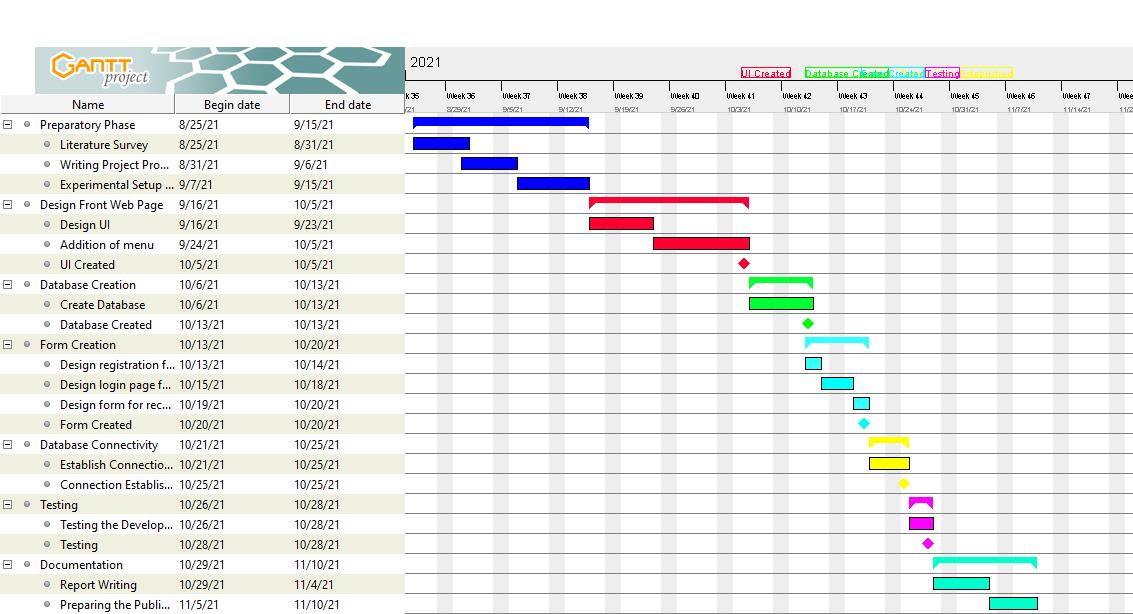 GANTT
project
2021
UI Created
Database Created
Created
Testing
Name Begin date End date
Week 36 Week 37 Week 38 Week 39 Week 40 Week 41 Week 42 Week 43 Week 44 Week 45 Week 46 Week 47
8/29/21 9/5/21 9/12/21 9/19/21 9/26/21 10/3/21 10/10/21 10/17/21 10/24/21 10/31/21 11/7/21 11/14/21
Preparatory Phase 8/25/21 9/15/21
Literature Survey 8/25/21 8/31/21
Writing Project Pro... 8/31/21 9/6/21
Experimental Setup ... 9/7/21 9/15/21
Design Front Web Page 9/16/21 10/5/21
Design UI 9/16/21 9/23/21
Addition of menu 9/24/21 10/5/21
UI Created 10/5/21 10/5/21
Database Creation 10/6/21 10/13/21
Create Database 10/6/21 10/13/21
Database Created 10/13/21 10/13/21
Form Creation 10/13/21 10/20/21
Design registration f... 10/13/21 10/14/21
Design login page f... 10/15/21 10/18/21
Design form for rec... 10/19/21 10/20/21
Form Created 10/20/21 10/20/21
Database Connectivity 10/21/21 10/25/21
Establish Connectio... 10/21/21 10/25/21
Connection Establis... 10/25/21 10/25/21
Testing 10/26/21 10/28/21
Testing the Develop... 10/26/21 10/28/21
Testing 10/28/21 10/28/21
Documentation 10/29/21 11/10/21
Report Writing 10/29/21 11/4/21
Preparing the Publi... 11/5/21 11/10/21